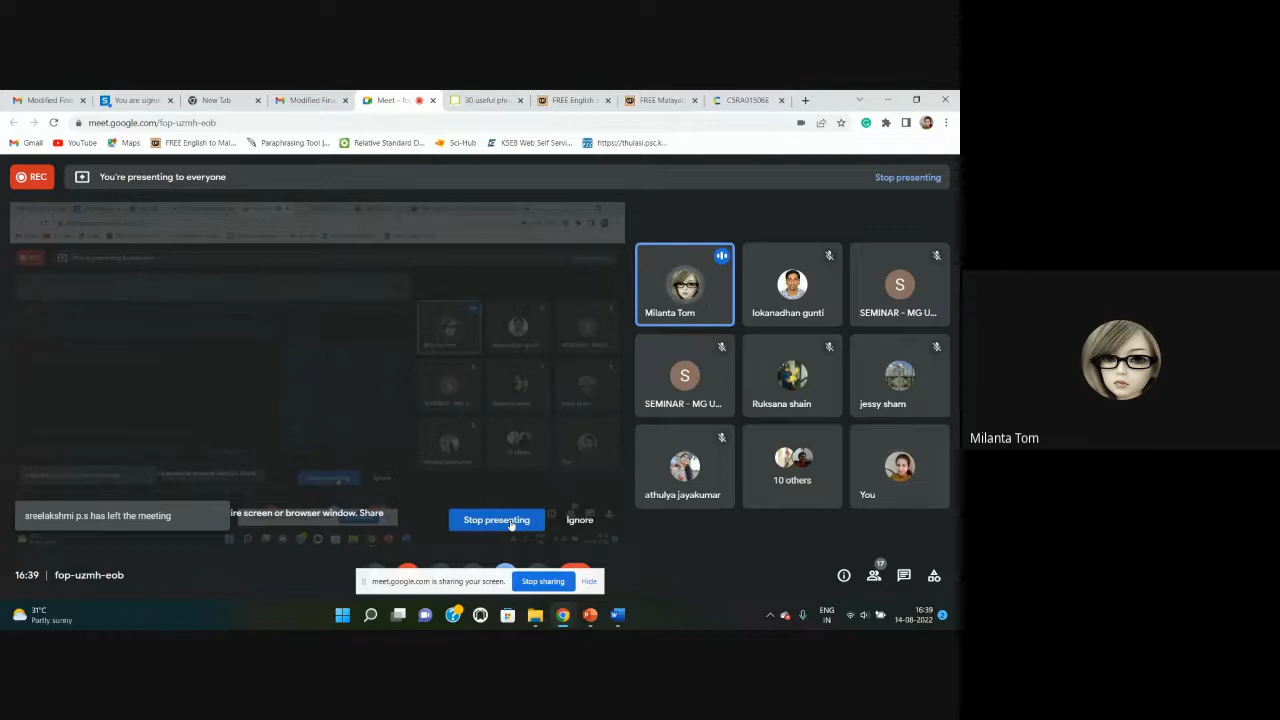 Modified Fina
You are signe
New Tab
Modified Fina
Meet – fo
30 useful phr
FREE English t
FREE Malayal
CSRA01506E
meet.google.com/fop-uzmh-eob
Gmail
YouTube
Maps
FREE English to Mal...
Paraphrasing Tool |...
Relative Standard D...
Sci-Hub
KSEB Web Self Servi...
https://thulasi.psc.k...
REC
You're presenting to everyone
Stop presenting
Milanta Tom
lokanadhan gunti
SEMINAR - MG U...
S
SEMINAR - MG U...
S
Ruksana shain
jessy sham
athulya jayakumar
10 others
You
Milanta Tom
sreelakshmi p.s has left the meeting
ire screen or browser window. Share
Stop presenting
Ignore
16:39 | fop-uzmh-eob
17
meet.google.com is sharing your screen.
Stop sharing
Hide
31°C
Partly sunny
ENG
IN
16:39
14-08-2022
2